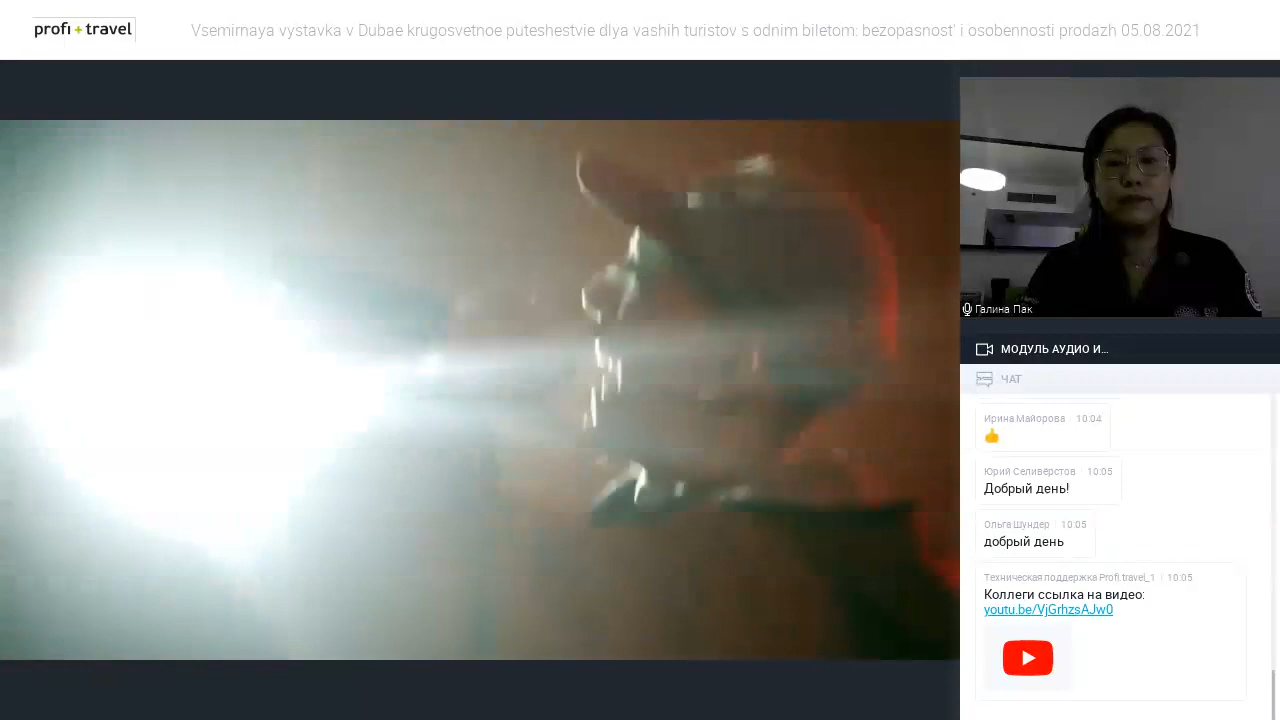 profi + travel
Vsemirnaya vystavka v Dubae krugosvetnoe puteshestvie dlya vashih turistov s odnim biletom: bezopasnost' i osobennosti prodazh 05.08.2021
Галина Пак
МОДУЛЬ АУДИО И...
ЧАТ
Ирина Майорова 10:04
👍
Юрий Селивёрстов 10:05
Добрый день!
Ольга Шундер 10:05
добрый день
Техническая поддержка Profi.travel_1 10:05
Коллеги ссылка на видео:
youtu.be/VjGrhzsAJw0